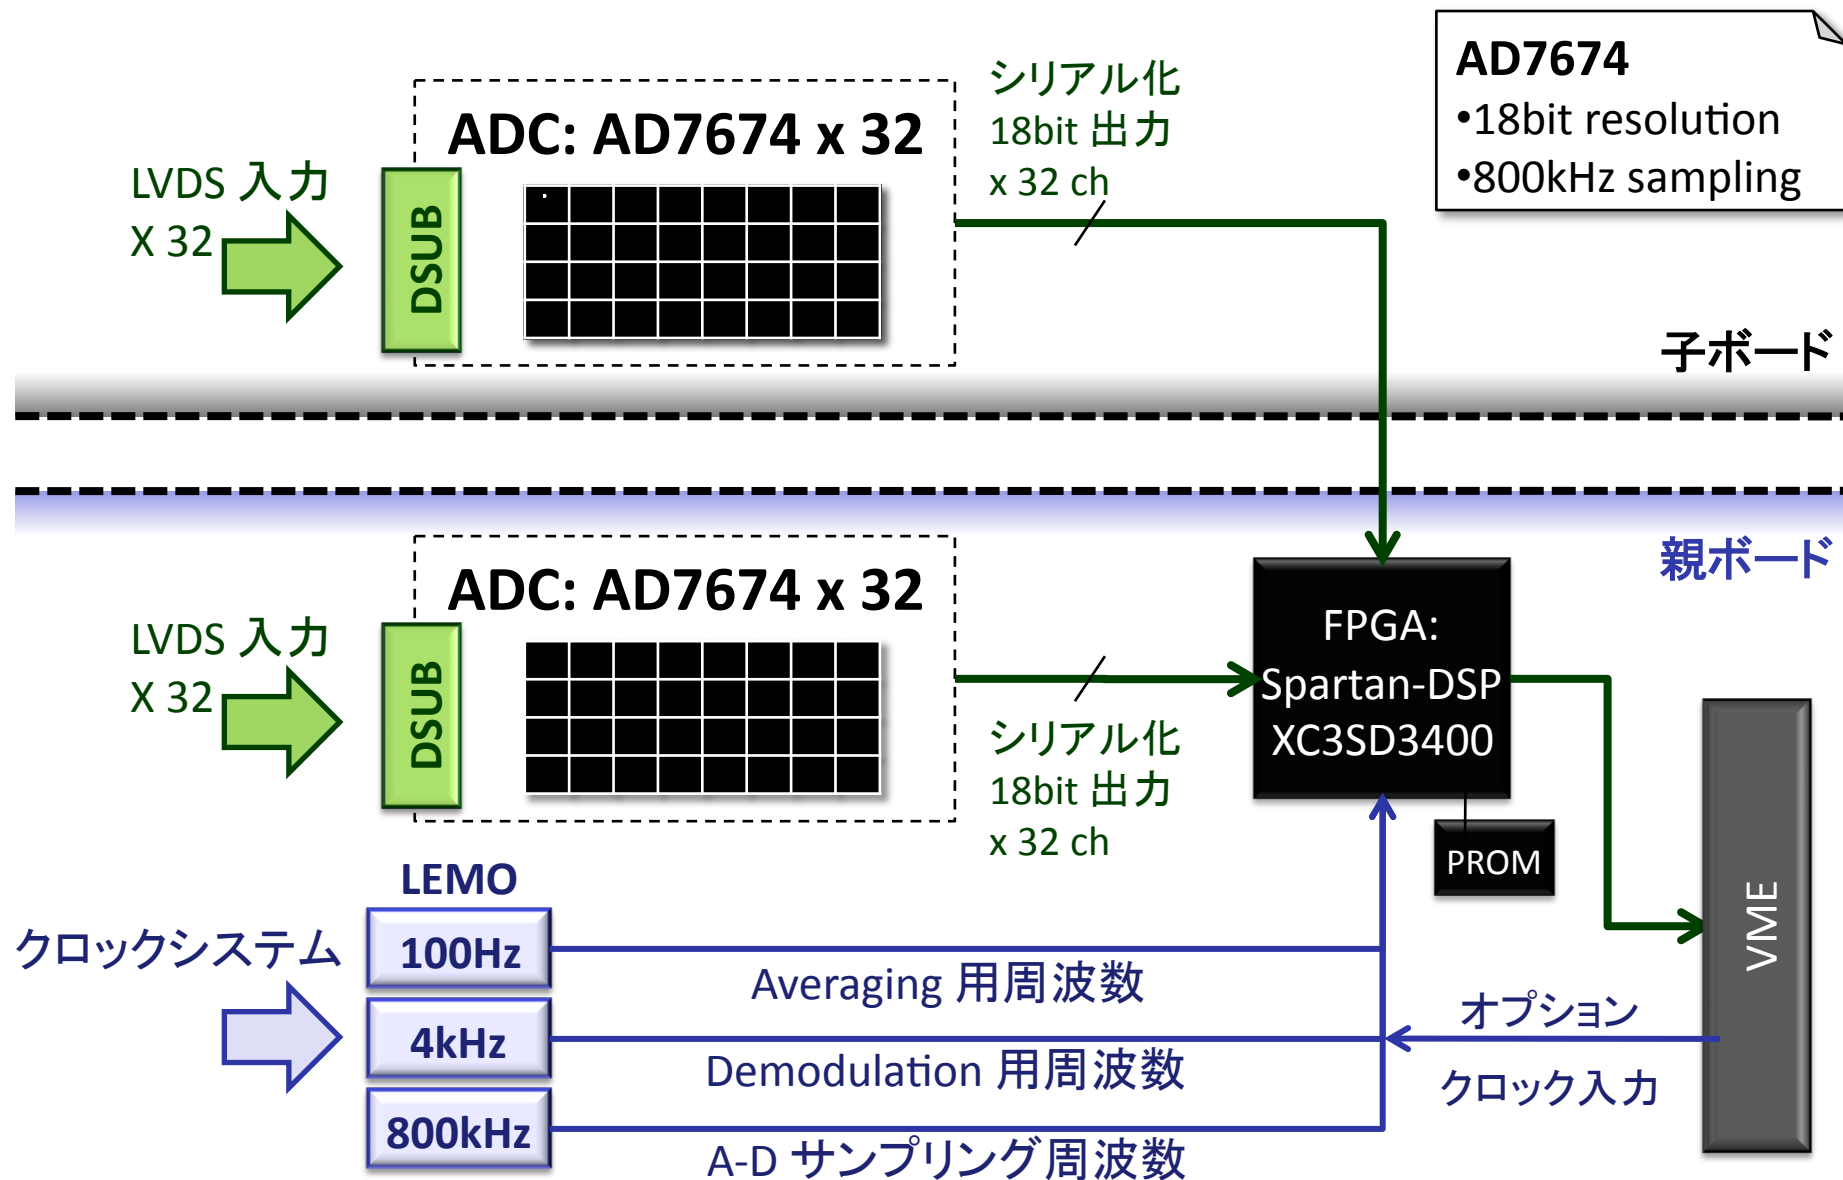 AD7674
•18bit resolution
•800kHz sampling
シリアル化
18bit 出力
x 32 ch
ADC: AD7674 x 32
LVDS 入力
X 32
DSUB
子ボード
親ボード
ADC: AD7674 x 32
LVDS 入力
X 32
DSUB
シリアル化
18bit 出力
x 32 ch
FPGA:
Spartan-DSP
XC3SD3400
PROM
VME
LEMO
クロックシステム
100Hz
Averaging 用周波数
4kHz
Demodulation 用周波数
800kHz
A-D サンプリング周波数
オプション
クロック入力